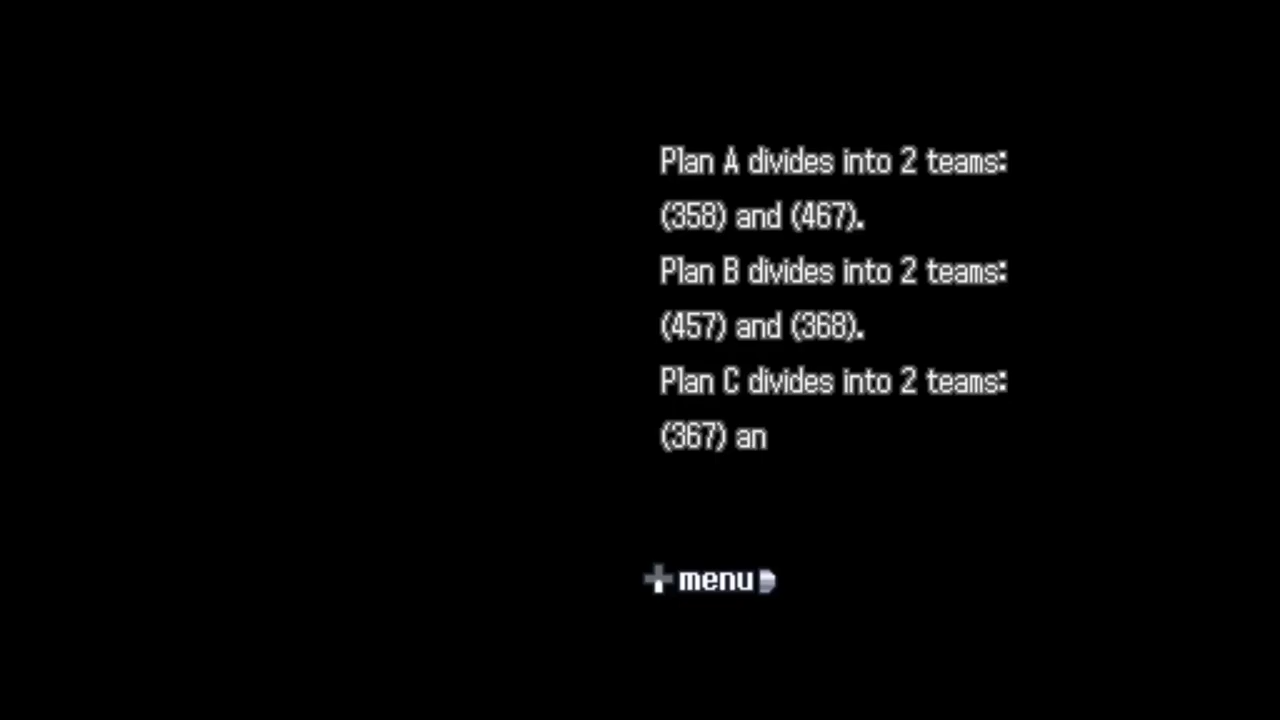 Plan A divides into 2 teams:
(358) and (467).
Plan B divides into 2 teams:
(457) and (368).
Plan C divides into 2 teams:
(367) an
menu